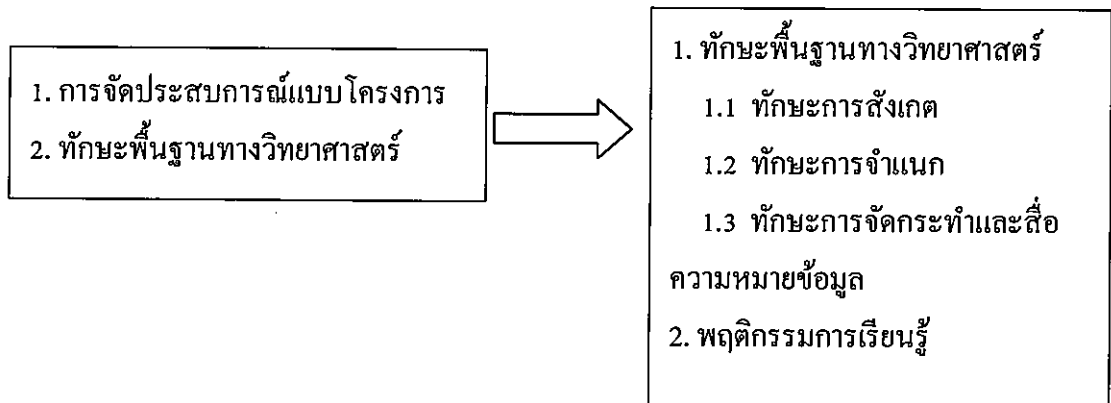 1. การจัดประสบการณ์แบบโครงการ
2. ทักษะพื้นฐานทางวิทยาศาสตร์
1. ทักษะพื้นฐานทางวิทยาศาสตร์
1.1 ทักษะการสังเกต
1.2 ทักษะการจำแนก
1.3 ทักษะการจัดกระทำและสื่อ
ความหมายข้อมูล
2. พฤติกรรมการเรียนรู้